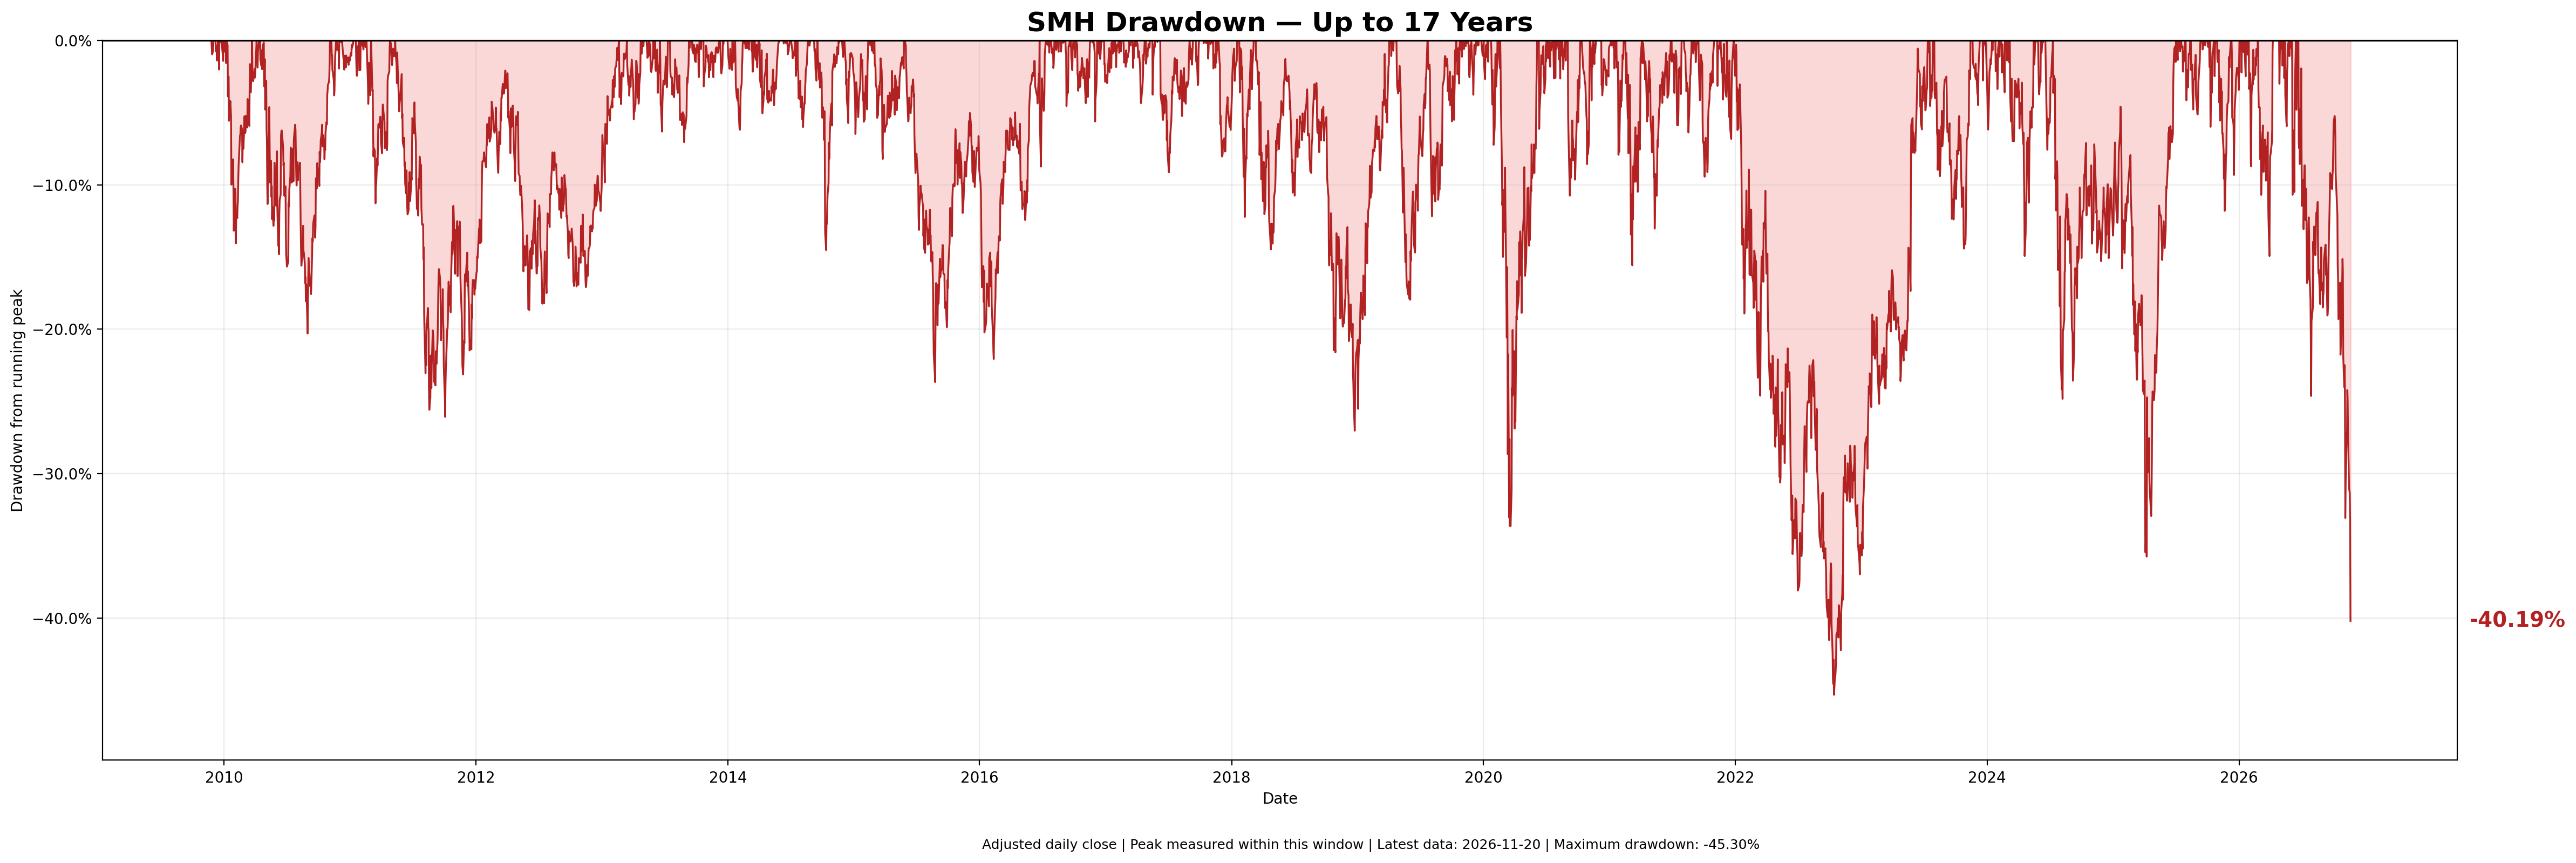 SMH Drawdown — Up to 17 Years
Drawdown from running peak
0.0%
−10.0%
−20.0%
−30.0%
−40.0%
-40.19%
2010 2012 2014 2016 2018 2020 2022 2024 2026
Date
Adjusted daily close | Peak measured within this window | Latest data: 2026-11-20 | Maximum drawdown: -45.30%